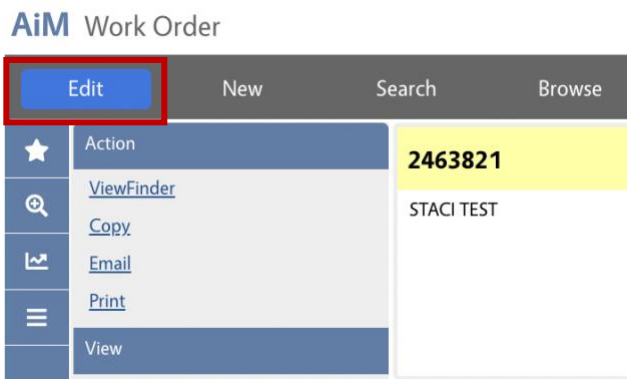 AiM Work Order
Edit New Search Browse
Action
ViewFinder
Copy
Email
Print
View
2463821
STACI TEST